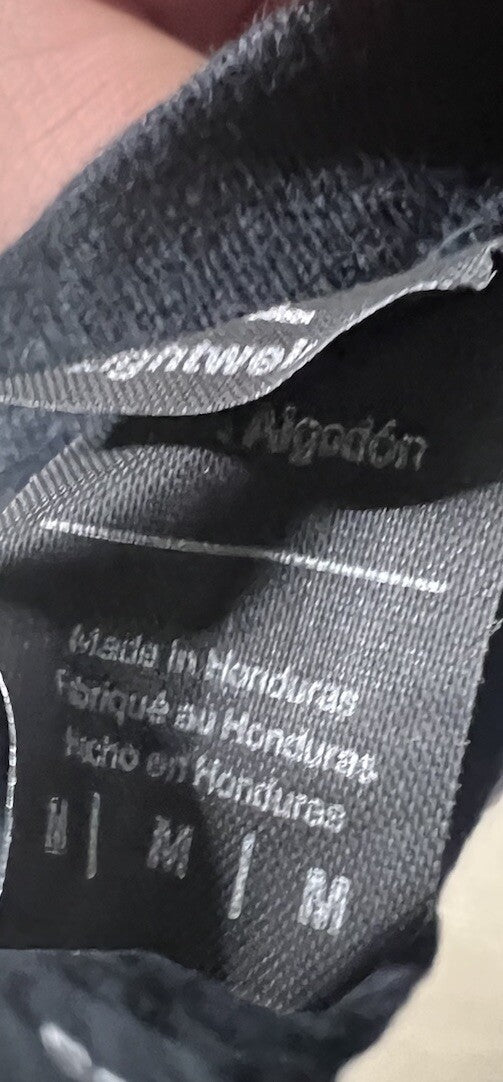 Algodón
Made in Honduras
Fabriqué au Honduras
Hecho en Honduras
M | M | M